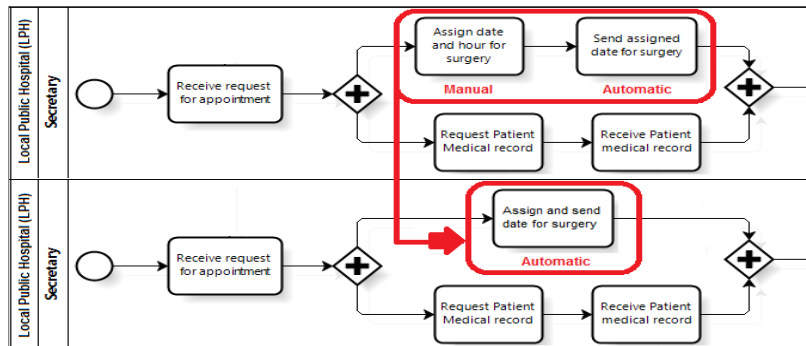 Local Public Hospital (LPH)
Secretary
Receive request
for appointment
Assign date
and hour for
surgery
Manual
Send assigned
date for surgery
Automatic
Request Patient
Medical record
Receive Patient
medical record
Local Public Hospital (LPH)
Secretary
Receive request
for appointment
Assign and send
date for surgery
Automatic
Request Patient
Medical record
Receive Patient
medical record